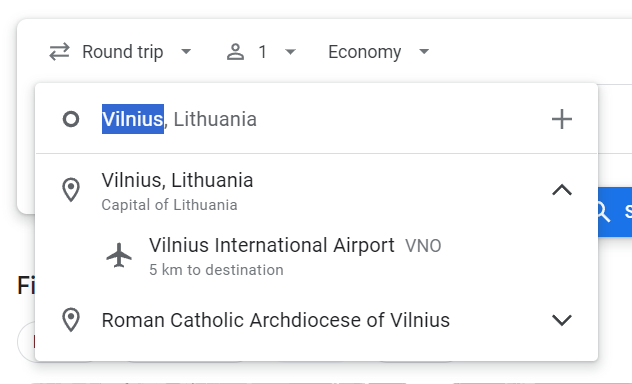 Round trip 1 Economy
Vilnius, Lithuania
Vilnius, Lithuania
Capital of Lithuania
Vilnius International Airport VNO
5 km to destination
Fi
Roman Catholic Archdiocese of Vilnius